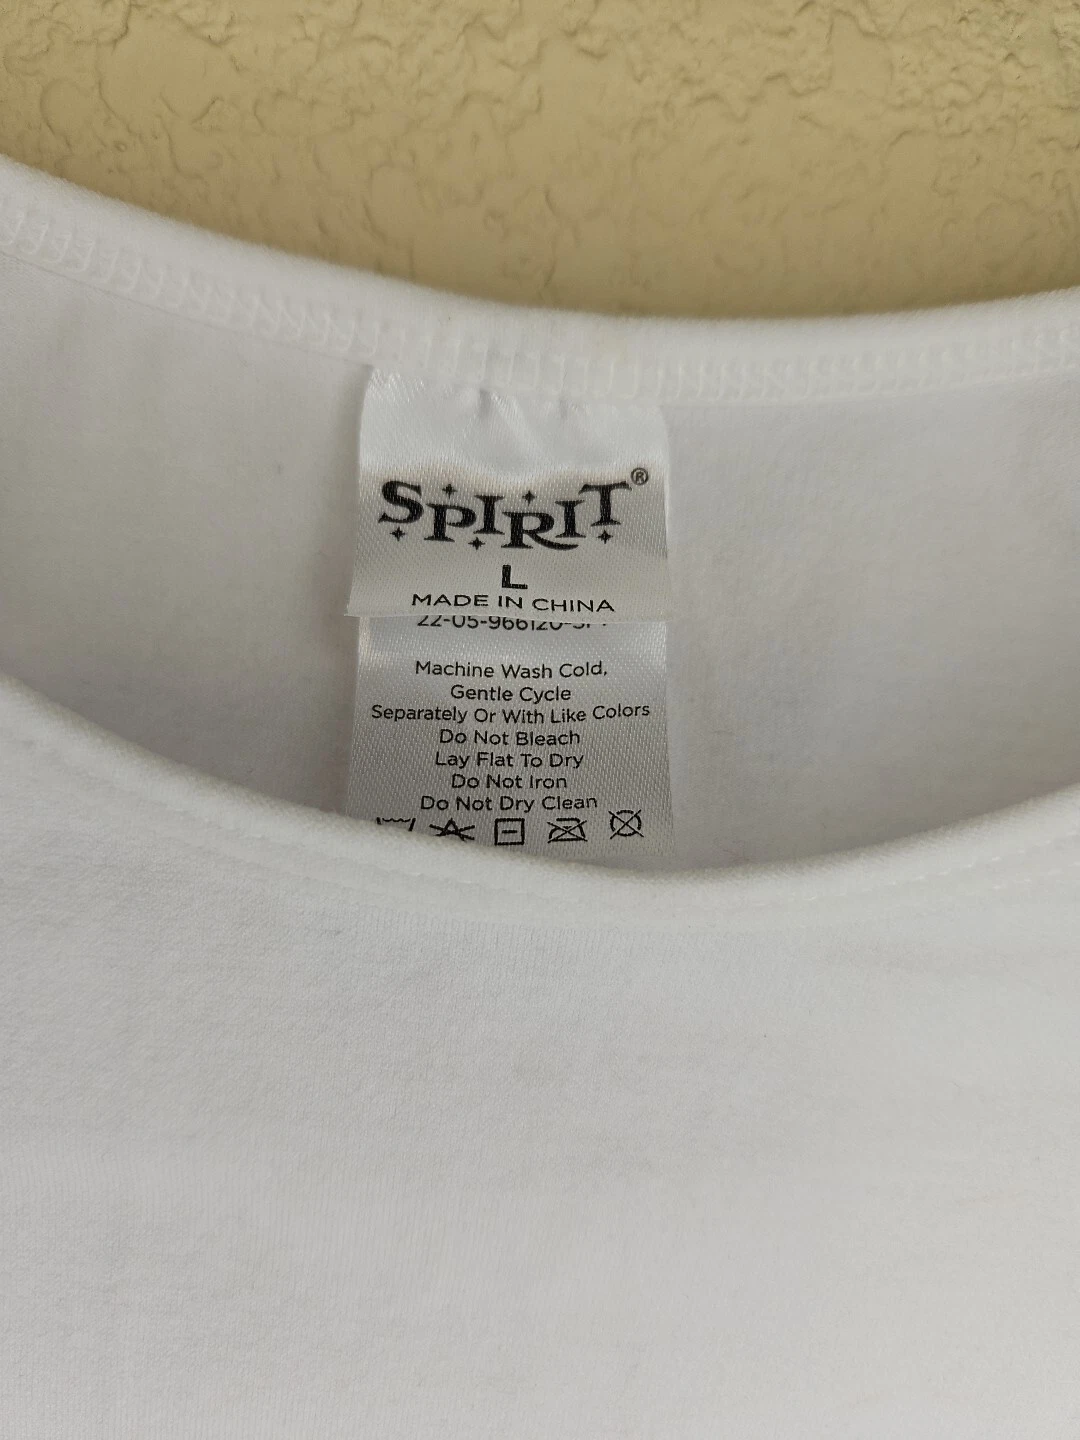 SPIRIT®
L
MADE IN CHINA
Machine Wash Cold,
Gentle Cycle
Separately Or With Like Colors
Do Not Bleach
Lay Flat To Dry
Do Not Iron
Do Not Dry Clean